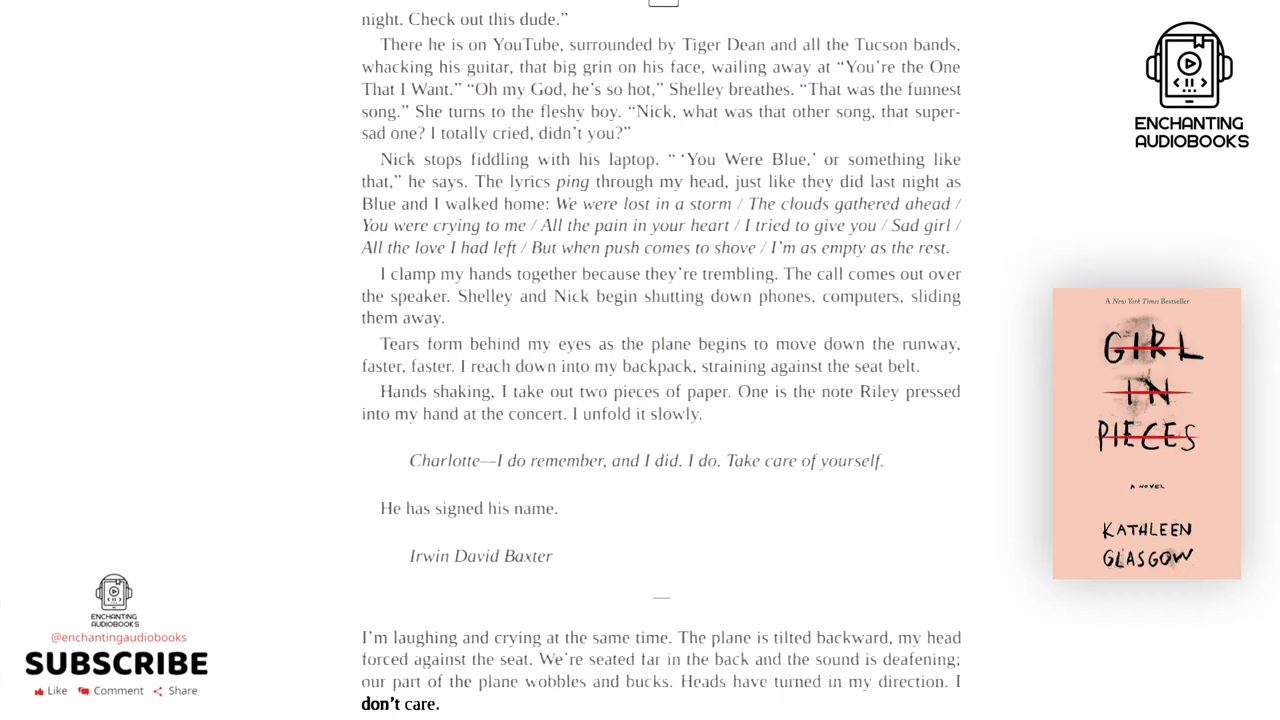 night. Check out this dude.”
There he is on YouTube, surrounded by Tiger Dean and all the Tucson bands,
whacking his guitar, that big grin on his face, wailing away at “You’re the One
That I Want.” “Oh my God, he’s so hot,” Shelley breathes. “That was the funnest
song.” She turns to the fleshy boy. “Nick, what was that other song, that super-
sad one? I totally cried, didn’t you?”
Nick stops fiddling with his laptop. “ ‘You Were Blue,’ or something like
that,” he says. The lyrics ping through my head, just like they did last night as
Blue and I walked home: We were lost in a storm / The clouds gathered ahead /
You were crying to me / All the pain in your heart / I tried to give you / Sad girl /
All the love I had left / But when push comes to shove / I’m as empty as the rest.
I clamp my hands together because they’re trembling. The call comes out over
the speaker. Shelley and Nick begin shutting down phones, computers, sliding
them away.
Tears form behind my eyes as the plane begins to move down the runway,
faster, faster. I reach down into my backpack, straining against the seat belt.
Hands shaking, I take out two pieces of paper. One is the note Riley pressed
into my hand at the concert. I unfold it slowly.
Charlotte—I do remember, and I did. I do. Take care of yourself.
He has signed his name.
Irwin David Baxter
—
I’m laughing and crying at the same time. The plane is tilted backward, my head
forced against the seat. We’re seated far in the back and the sound is deafening;
our part of the plane wobbles and bucks. Heads have turned in my direction. I
don’t care.
ENCHANTING
AUDIOBOOKS
A New York Times Bestseller
GIRL
IN
PIECES
A NOVEL
KATHLEEN
GLASGOW
ENCHANTING
AUDIOBOOKS
@enchantingaudiobooks
SUBSCRIBE
Like Comment Share